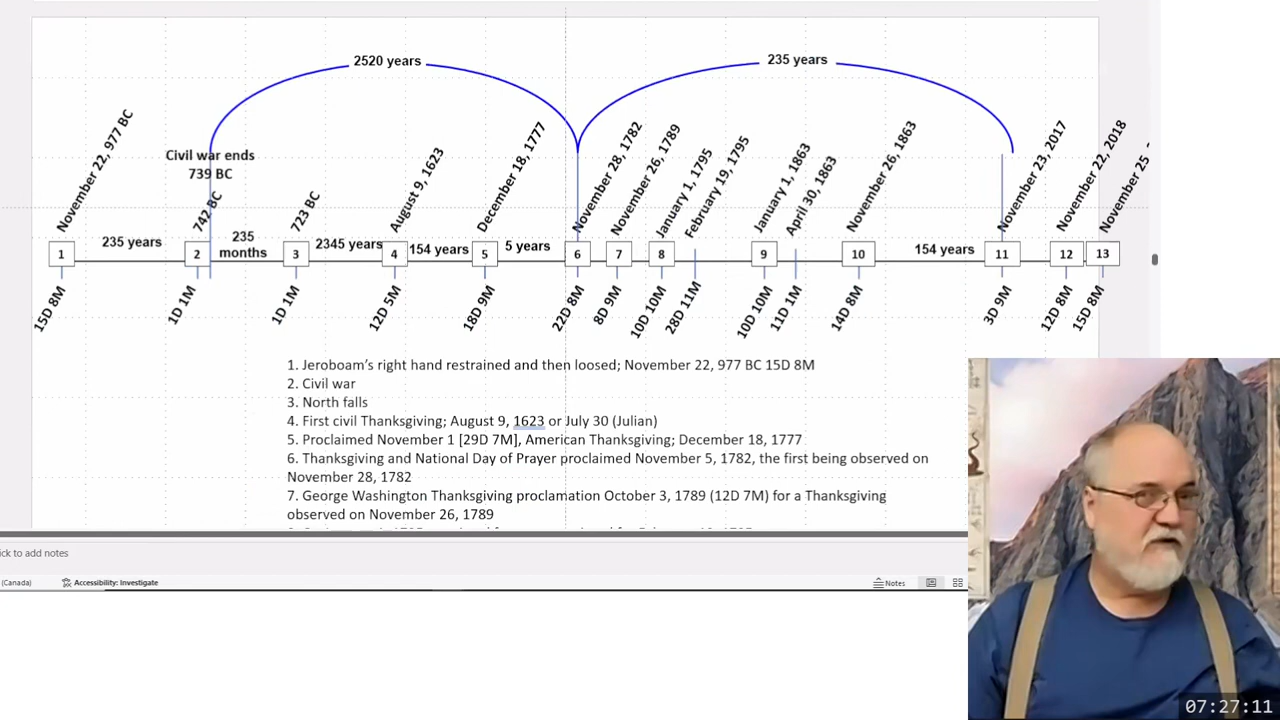 2520 years
235 years
November 22, 977 BC
Civil war ends
739 BC
742 BC
723 BC
August 9, 1623
December 18, 1777
November 28, 1782
November 26, 1789
January 1, 1795
February 19, 1795
January 1, 1863
April 30, 1863
November 26, 1863
November 23, 2017
November 22, 2018
November 25
1
235 years
2
235
months
3
2345 years
4
154 years
5
5 years
6
7
8
9
10
154 years
11
12
13
15D 8M
1D 1M
1D 1M
12D 5M
18D 9M
22D 8M
8D 9M
10D 10M
28D 11M
10D 10M
11D 1M
14D 8M
3D 9M
12D 8M
15D 8M
1. Jeroboam’s right hand restrained and then loosed; November 22, 977 BC 15D 8M
2. Civil war
3. North falls
4. First civil Thanksgiving; August 9, 1623 or July 30 (Julian)
5. Proclaimed November 1 [29D 7M], American Thanksgiving; December 18, 1777
6. Thanksgiving and National Day of Prayer proclaimed November 5, 1782, the first being observed on
November 28, 1782
7. George Washington Thanksgiving proclamation October 3, 1789 (12D 7M) for a Thanksgiving
observed on November 26, 1789
ick to add notes
(Canada)
Accessibility: Investigate
Notes
07:27:11